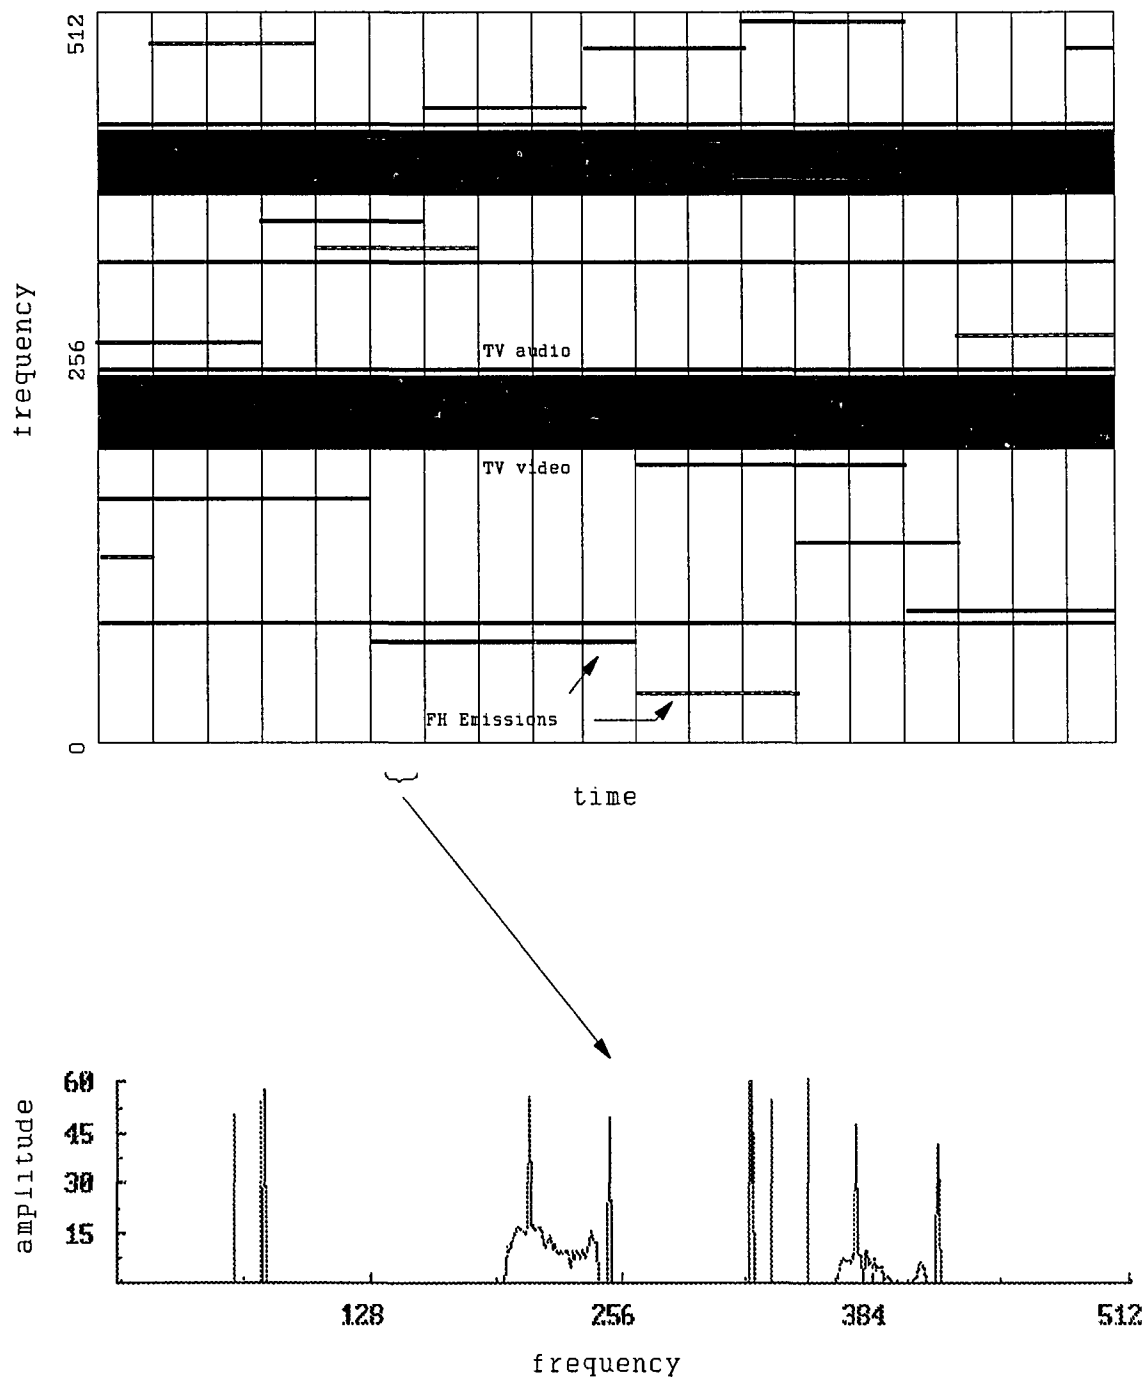 512
256
0
frequency
TV audio
TV video
FH Emissions
time
60
45
30
15
amplitude
128 256 384 512
frequency